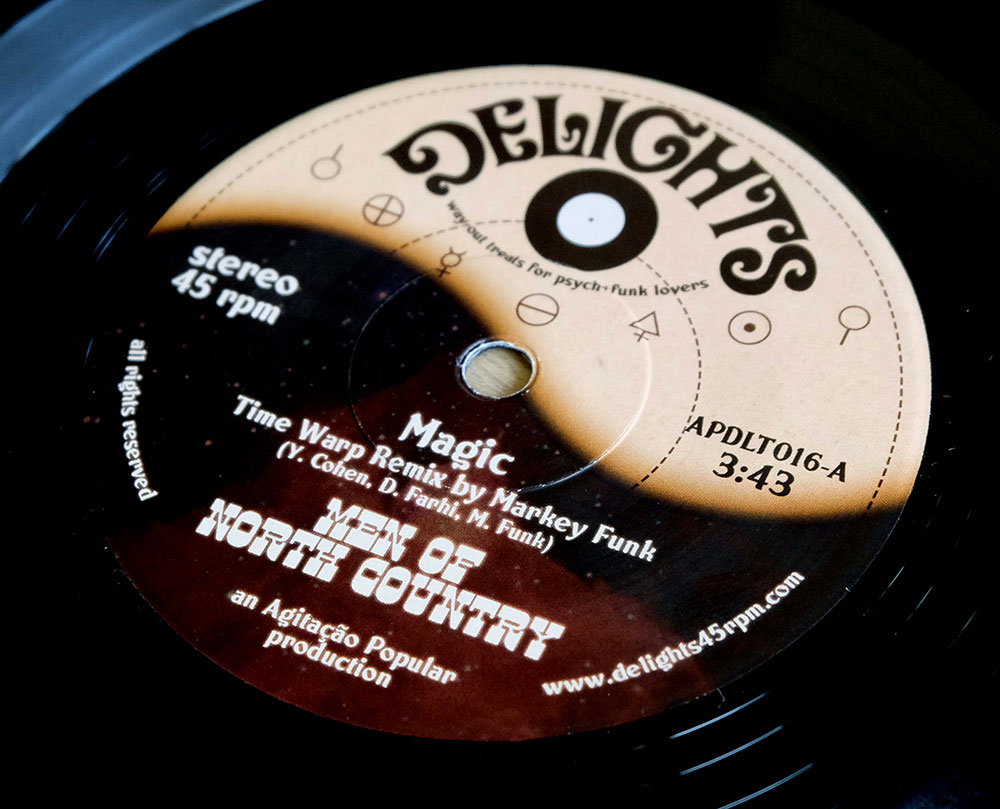 DELIGHTS
way-out treats for psych-funk lovers
stereo
45 rpm
all rights reserved
APDLT016-A
3:43
Magic
Time Warp Remix by Markey Funk
(Y. Cohen, D. Farhi, M. Funk)
MEN OF
NORTH COUNTRY
an Agitação Popular
production
www.delights45rpm.com